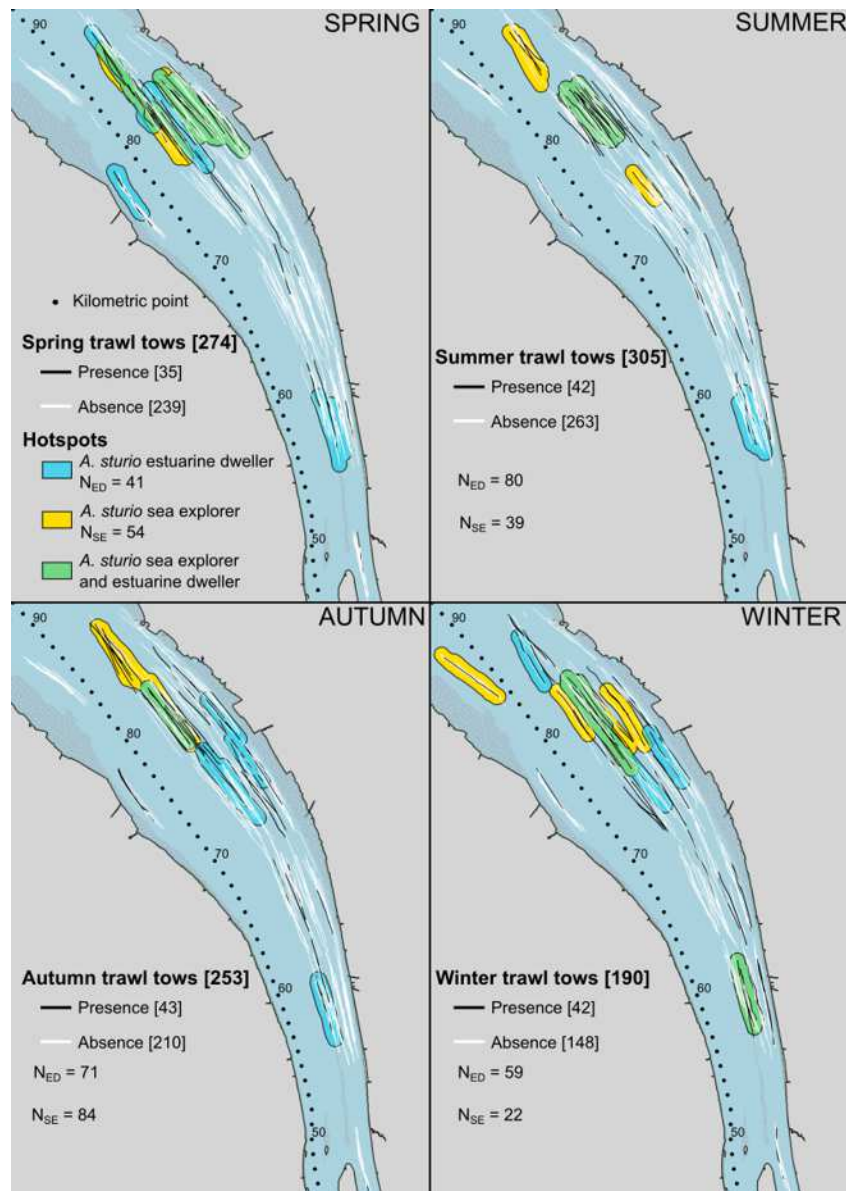 SPRING
90
80
70
60
50
Kilometric point
Spring trawl tows [274]
Presence [35]
Absence [239]
Hotspots
A. sturio estuarine dweller
NED = 41
A. sturio sea explorer
NSE = 54
A. sturio sea explorer
and estuarine dweller
SUMMER
90
80
70
60
50
Summer trawl tows [305]
Presence [42]
Absence [263]
NED = 80
NSE = 39
AUTUMN
90
80
70
60
50
Autumn trawl tows [253]
Presence [43]
Absence [210]
NED = 71
NSE = 84
WINTER
90
80
70
60
50
Winter trawl tows [190]
Presence [42]
Absence [148]
NED = 59
NSE = 22